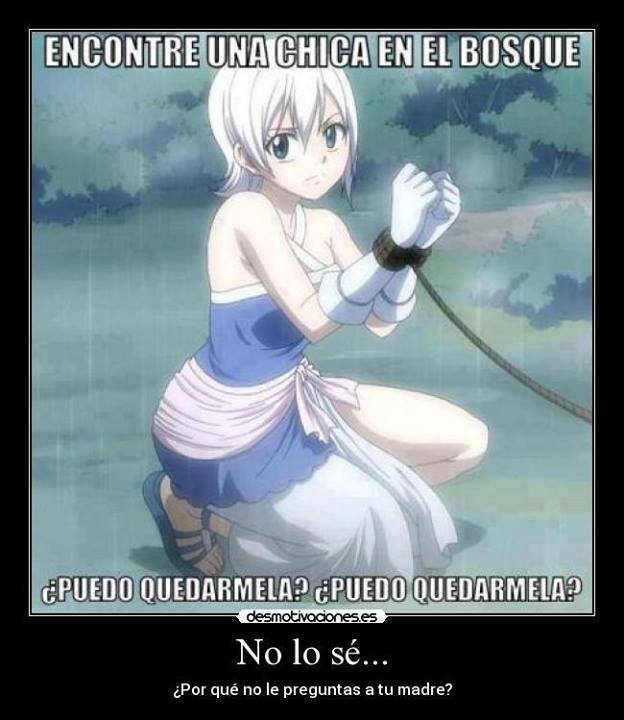 ENCONTRE UNA CHICA EN EL BOSQUE
¿PUEDO QUEDARMELA? ¿PUEDO QUEDARMELA?
desmotivaciones.es
No lo sé...
¿Por qué no le preguntas a tu madre?